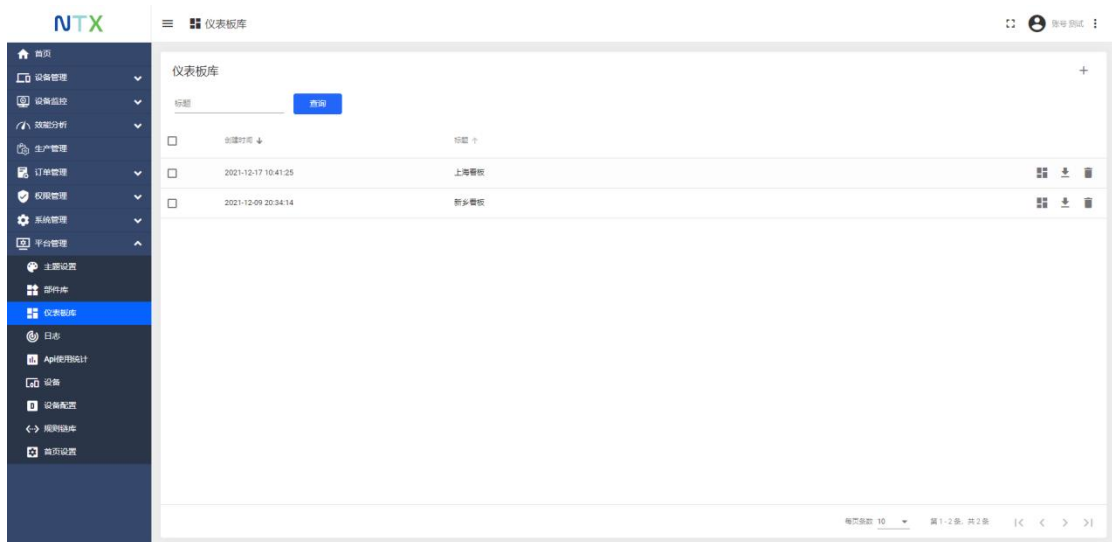 NTX
仪表板库
账号测试
首页
设备管理
设备监控
效能分析
生产管理
订单管理
权限管理
系统管理
平台管理
主题设置
部件库
仪表板库
日志
Api使用统计
设备
设备配置
规则链库
首页设置
仪表板库
标题
查询
创建时间
标题
2021-12-17 10:41:25
上海看板
2021-12-09 20:34:14
新乡看板
每页条数 10
第 1 - 2 条, 共 2 条